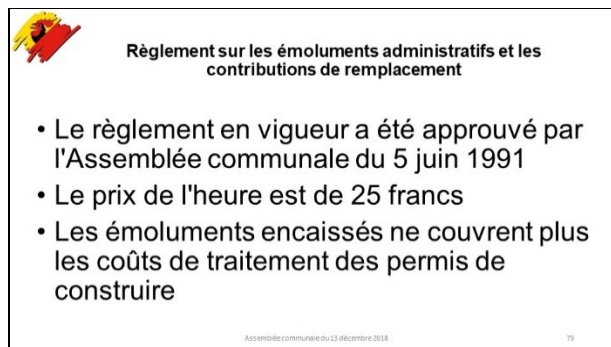 Règlement sur les émoluments administratifs et les
contributions de remplacement
• Le règlement en vigueur a été approuvé par
l'Assemblée communale du 5 juin 1991
• Le prix de l'heure est de 25 francs
• Les émoluments encaissés ne couvrent plus
les coûts de traitement des permis de
construire
Assemblée communale du 13 décembre 2018
79